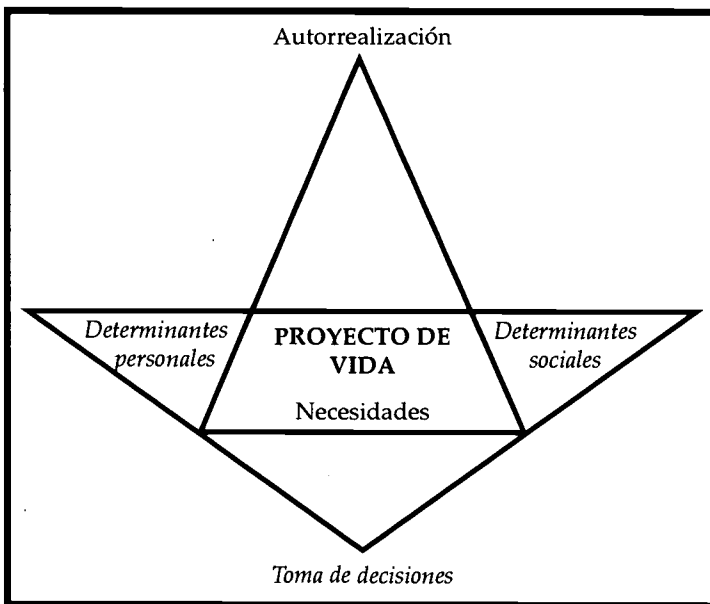 Autorrealización
Determinantes
personales
PROYECTO DE
VIDA
Necesidades
Determinantes
sociales
Toma de decisiones